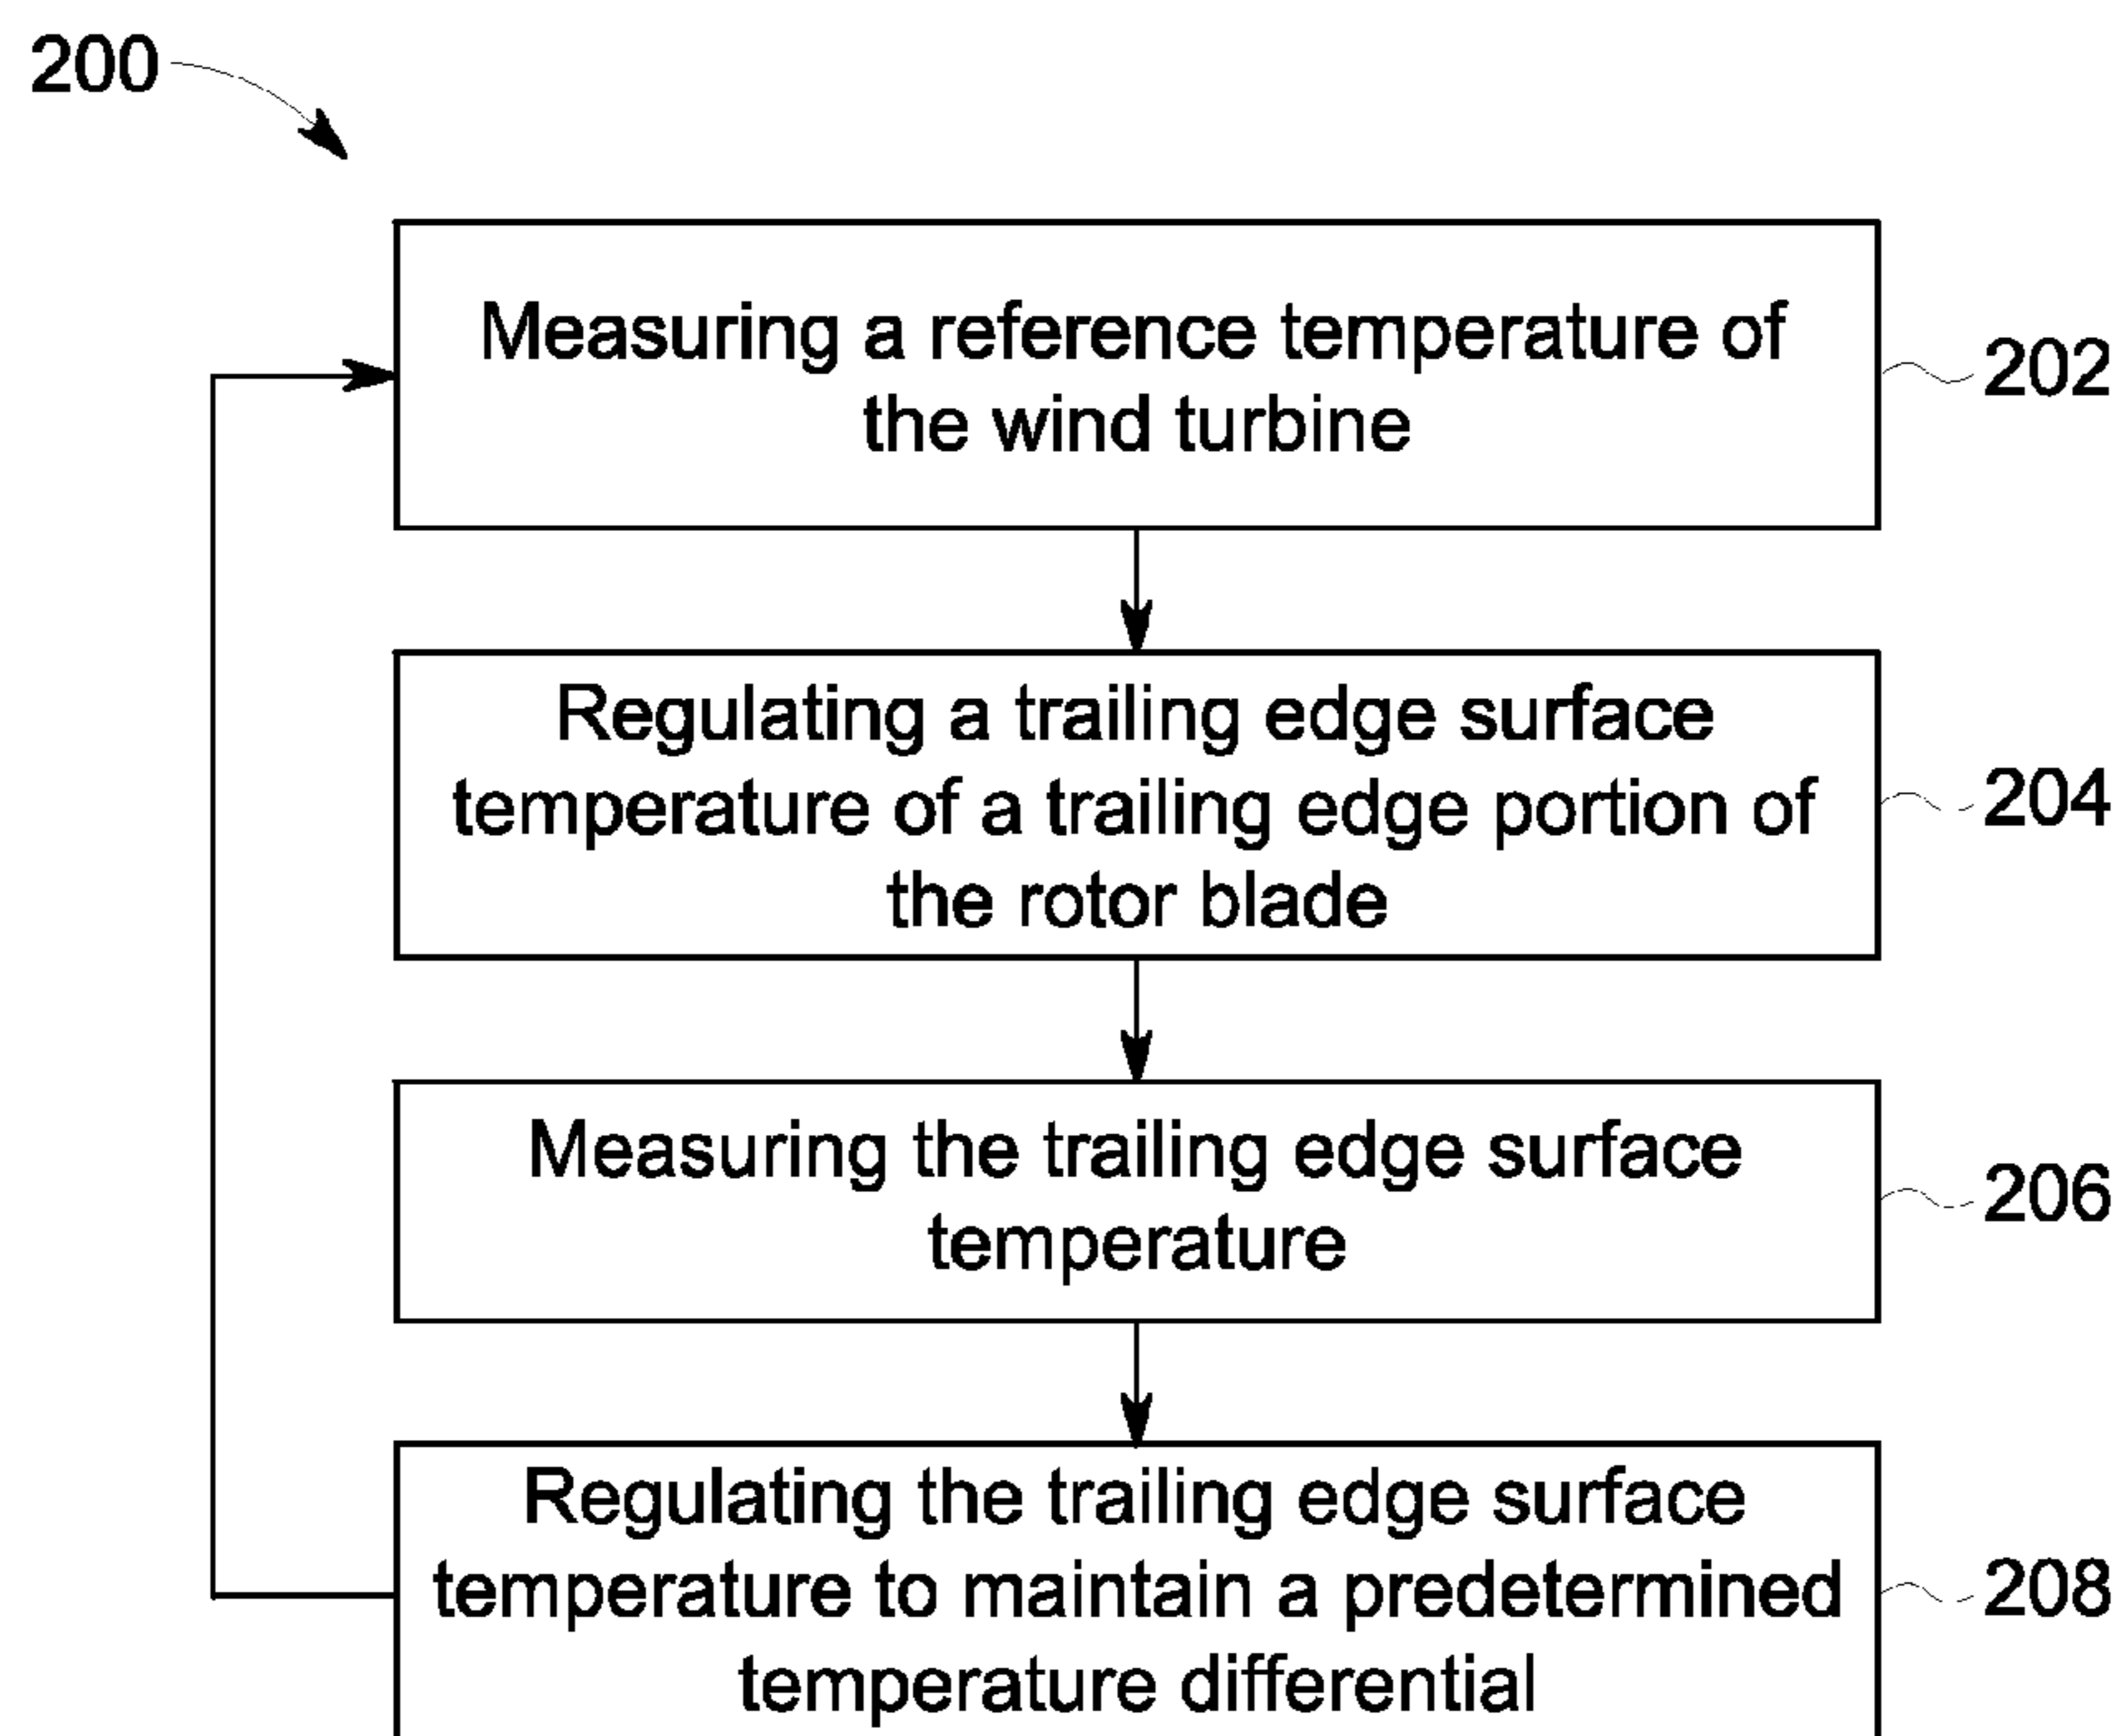 200
Measuring a reference temperature of
the wind turbine
202
Regulating a trailing edge surface
temperature of a trailing edge portion of
the rotor blade
204
Measuring the trailing edge surface
temperature
206
Regulating the trailing edge surface
temperature to maintain a predetermined
temperature differential
208